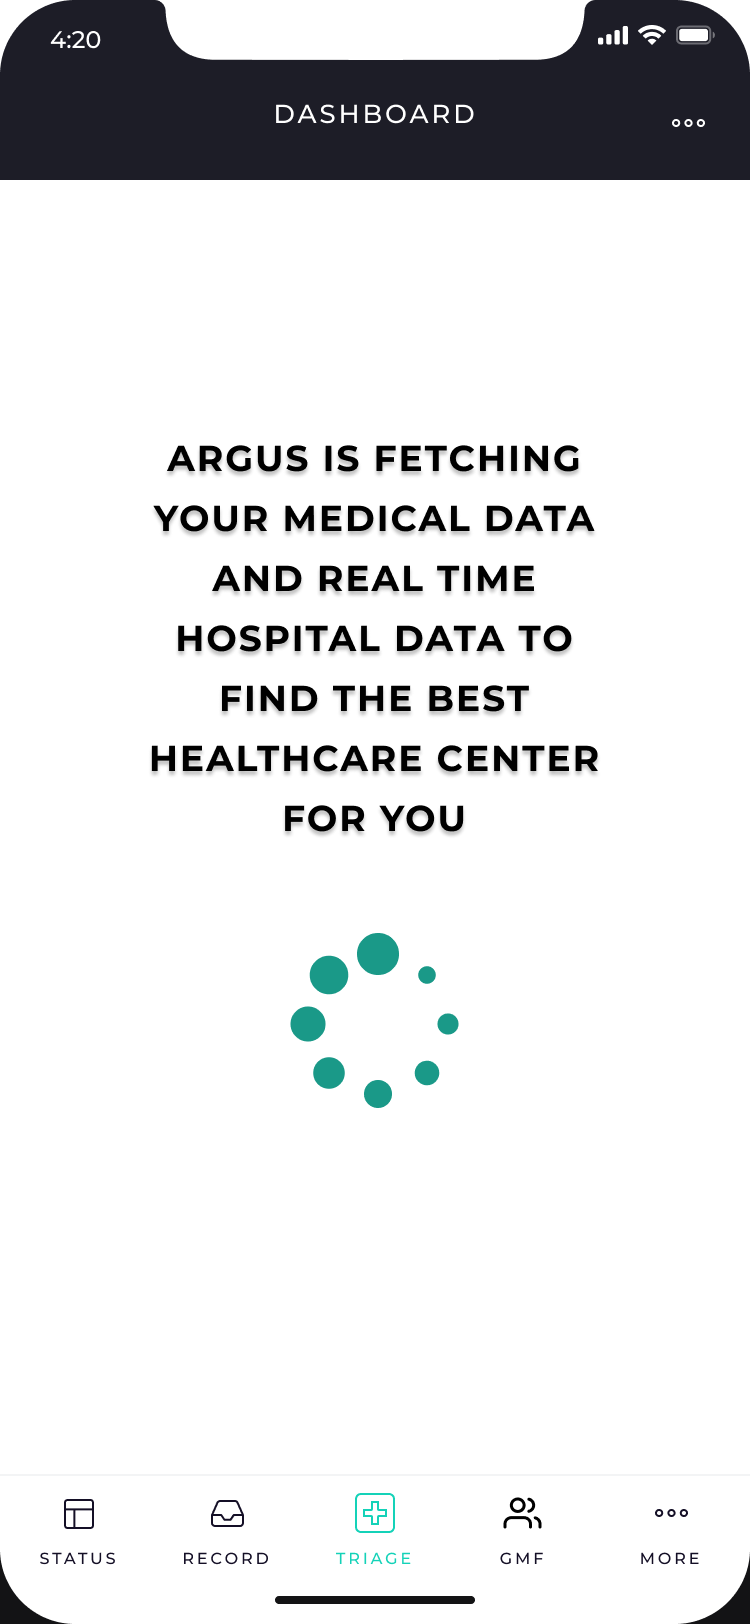 4:20
DASHBOARD
ARGUS IS FETCHING
YOUR MEDICAL DATA
AND REAL TIME
HOSPITAL DATA TO
FIND THE BEST
HEALTHCARE CENTER
FOR YOU
STATUS RECORD TRIAGE GMF MORE